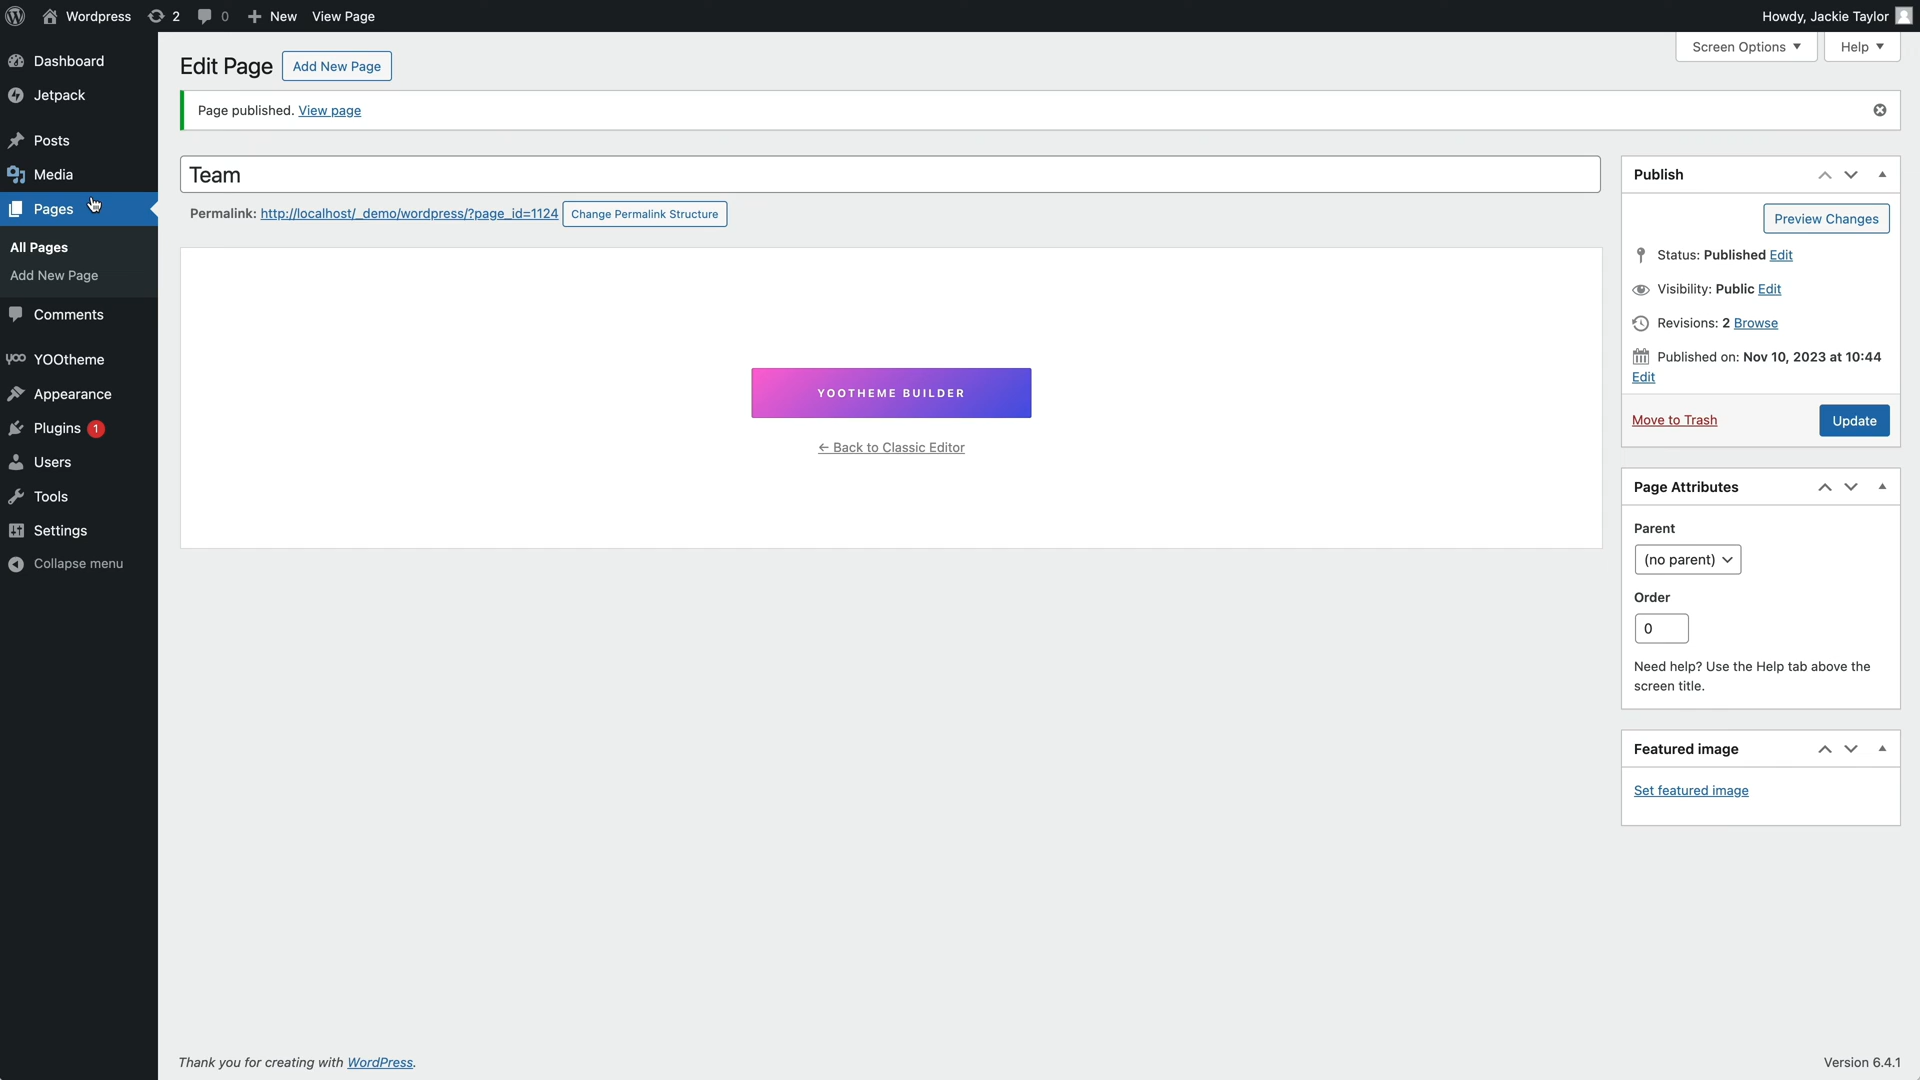 Wordpress 2 0 New View Page Howdy, Jackie Taylor
Dashboard
Jetpack
Posts
Media
Pages
All Pages
Add New Page
Comments
YOOtheme
Appearance
Plugins 1
Users
Tools
Settings
Collapse menu
Screen Options Help
Edit Page Add New Page
Page published. View page
Team
Permalink: http://localhost/_demo/wordpress/?page_id=1124 Change Permalink Structure
YOOTHEME BUILDER
← Back to Classic Editor
Publish
Preview Changes
Status: Published Edit
Visibility: Public Edit
Revisions: 2 Browse
Published on: Nov 10, 2023 at 10:44
Edit
Move to Trash Update
Page Attributes
Parent
(no parent)
Order
0
Need help? Use the Help tab above the
screen title.
Featured image
Set featured image
Thank you for creating with WordPress. Version 6.4.1